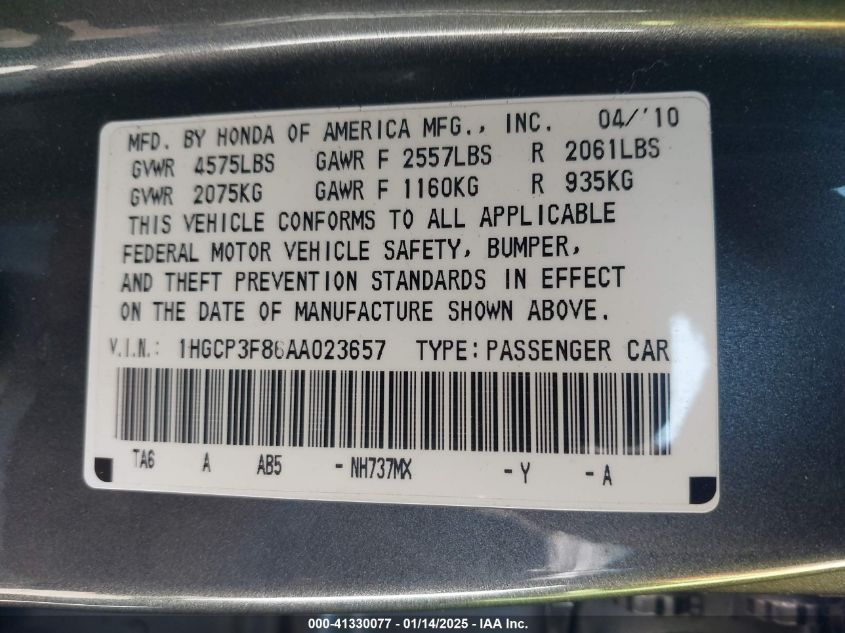 MFD. BY HONDA OF AMERICA MFG., INC. 04/'10
GVWR 4575LBS GAWR F 2557LBS R 2061LBS
GVWR 2075KG GAWR F 1160KG R 935KG
THIS VEHICLE CONFORMS TO ALL APPLICABLE
FEDERAL MOTOR VEHICLE SAFETY, BUMPER,
AND THEFT PREVENTION STANDARDS IN EFFECT
ON THE DATE OF MANUFACTURE SHOWN ABOVE.
V.I.N.: 1HGCP3F86AA023657 TYPE: PASSENGER CAR
TA6 A AB5 - NH737MX - Y - A
000-41330077 - 01/14/2025 - IAA Inc.